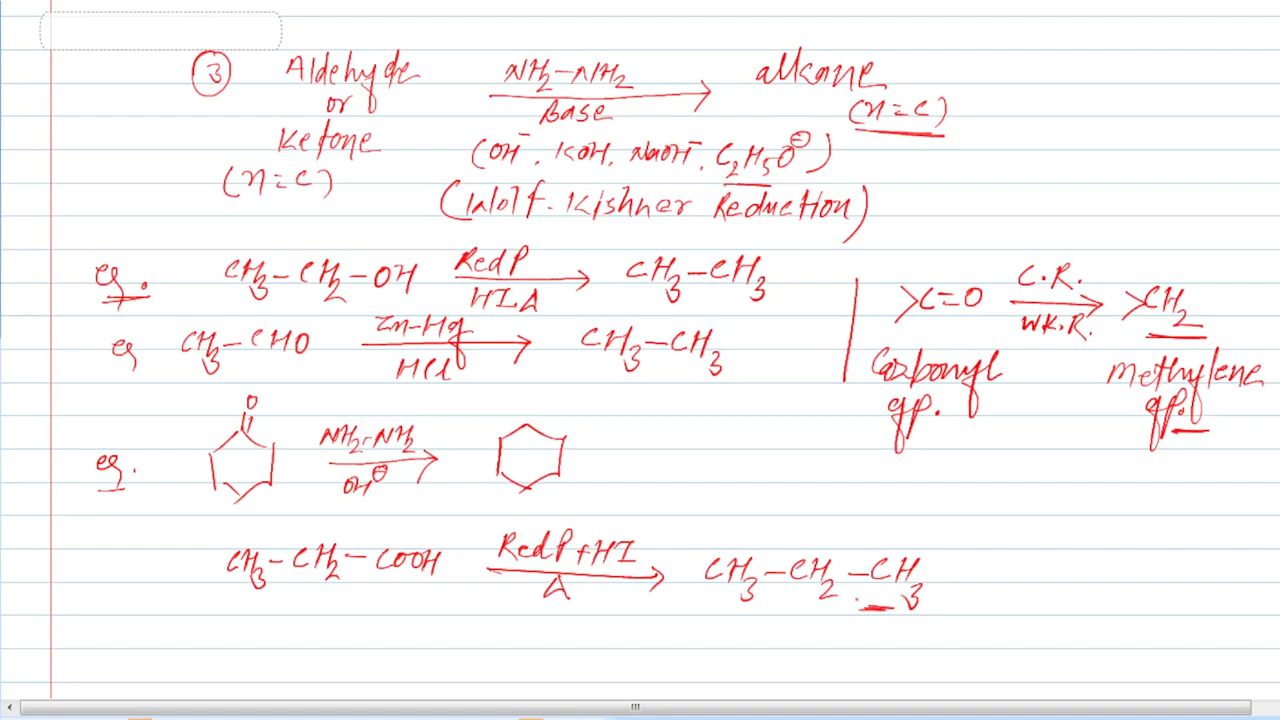 ③ Aldehyde or Ketone (n=C) NH2-NH2 → Base alkane (n=C)
(OH⁻, KOH, NaOH, C2H5O⊖)
(Wolf. Kishner Reduction)
eg. CH3-CH2-OH Red P → HI.Δ CH3-CH3
eg CH3-CHO Zn-Hg → HCl CH3-CH3
>C=O C.R. → WK.R. >CH2
Carbonyl gp. Methylene gp.
eg. O NH2-NH2 → OH⊖
CH3-CH2-COOH Red P+HI → Δ CH3-CH2-CH3